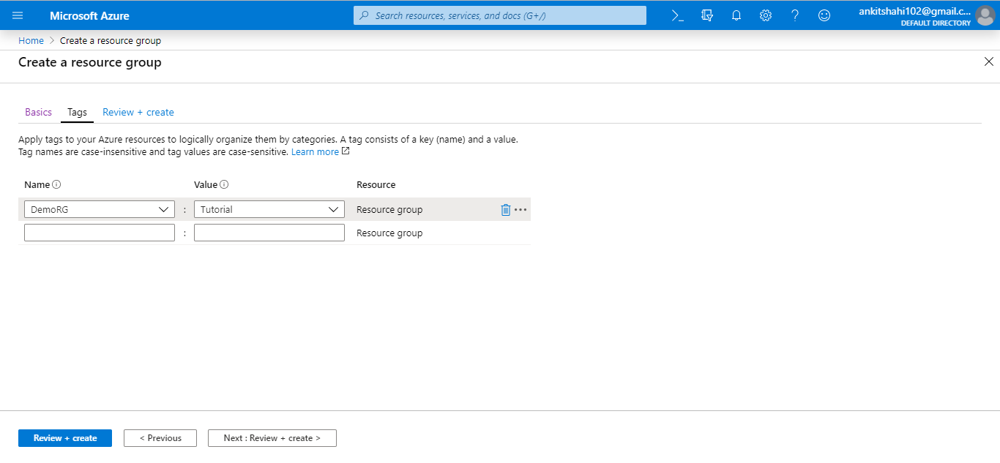 Microsoft Azure
Search resources, services, and docs (G+/)
ankitshahi102@gmail.c...
DEFAULT DIRECTORY
Home > Create a resource group
Create a resource group
Basics Tags Review + create
Apply tags to your Azure resources to logically organize them by categories. A tag consists of a key (name) and a value.
Tag names are case-insensitive and tag values are case-sensitive. Learn more
Name Value Resource
DemoRG : Tutorial Resource group
: Resource group
Review + create < Previous Next : Review + create >